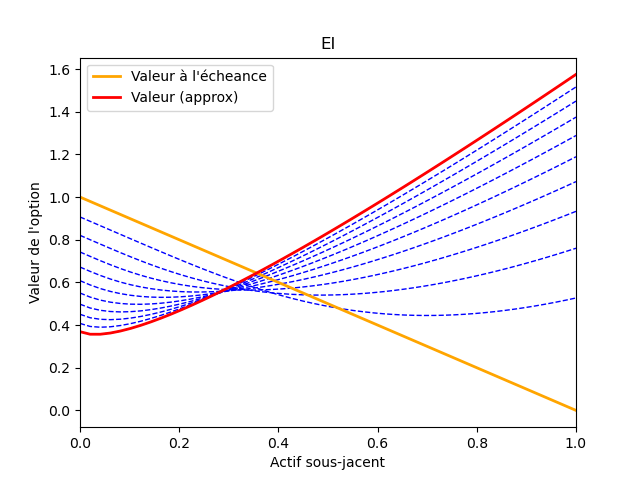 EI
Valeur à l'écheance
Valeur (approx)
Valeur de l'option
1.6
1.4
1.2
1.0
0.8
0.6
0.4
0.2
0.0
0.0 0.2 0.4 0.6 0.8 1.0
Actif sous-jacent